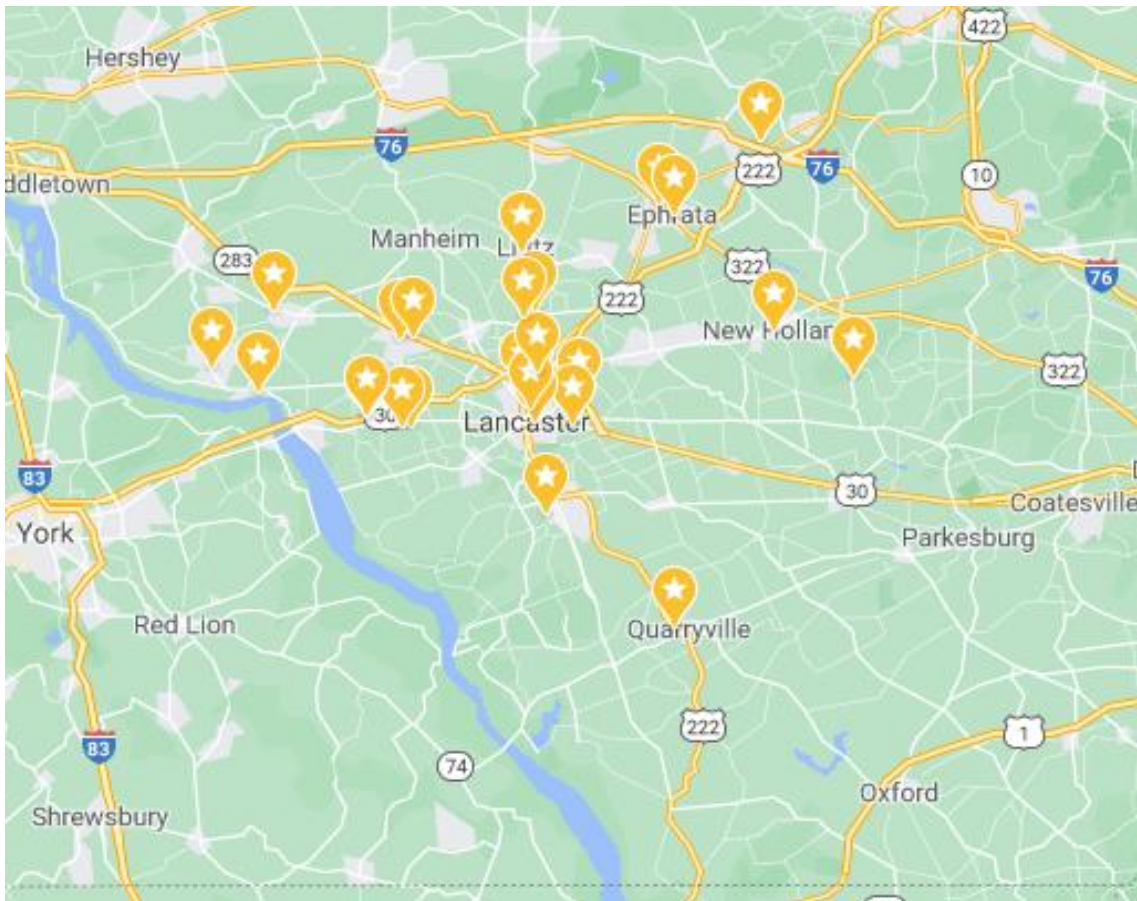 Hershey
422
76
222
76
10
ddletown
Ephrata
Manheim
Lititz
283
322
76
222
New Holland
322
30
Lancaster
83
30
Coatesville
York
Parkesburg
Red Lion
Quarryville
222
1
83
74
Oxford
Shrewsbury